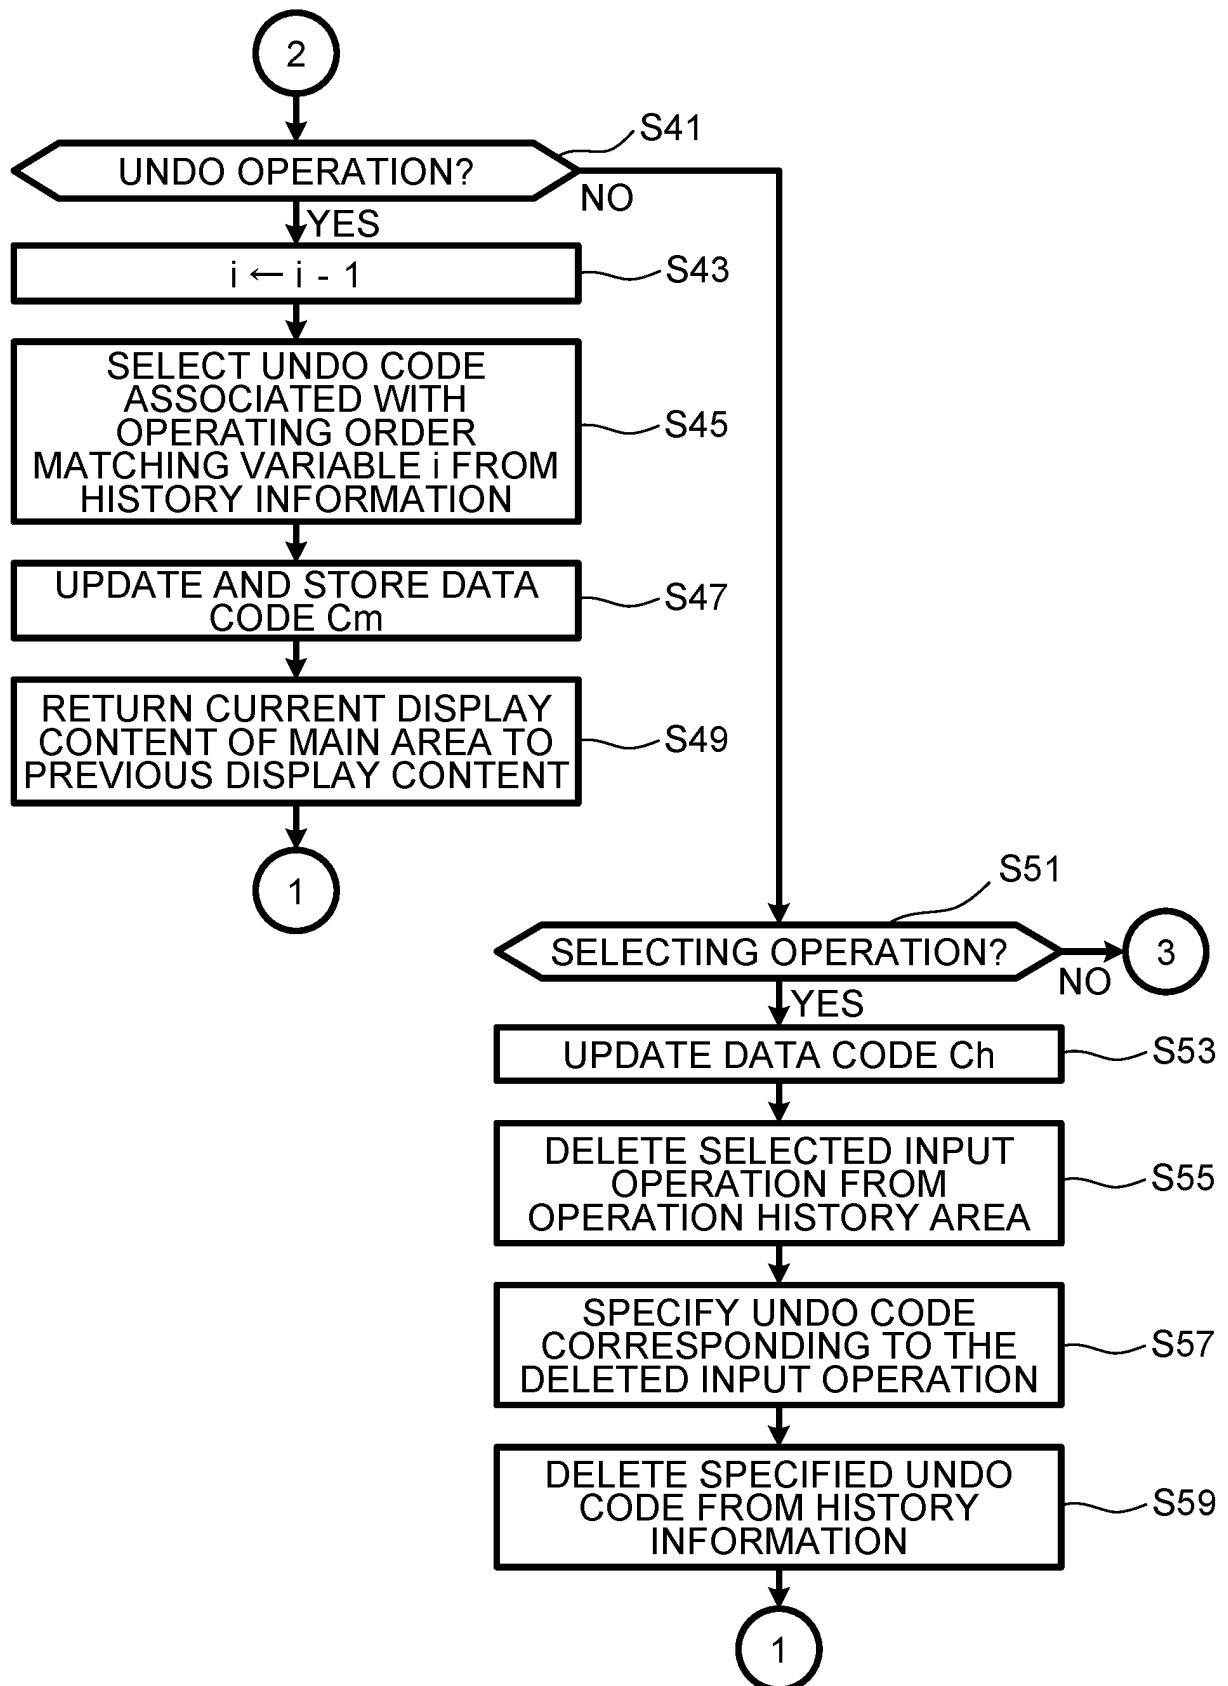 2
S41
UNDO OPERATION?
NO
YES
i ← i - 1
S43
SELECT UNDO CODE
ASSOCIATED WITH
OPERATING ORDER
MATCHING VARIABLE i FROM
HISTORY INFORMATION
S45
UPDATE AND STORE DATA
CODE Cm
S47
RETURN CURRENT DISPLAY
CONTENT OF MAIN AREA TO
PREVIOUS DISPLAY CONTENT
S49
1
S51
SELECTING OPERATION?
NO
3
YES
UPDATE DATA CODE Ch
S53
DELETE SELECTED INPUT
OPERATION FROM
OPERATION HISTORY AREA
S55
SPECIFY UNDO CODE
CORRESPONDING TO THE
DELETED INPUT OPERATION
S57
DELETE SPECIFIED UNDO
CODE FROM HISTORY
INFORMATION
S59
1